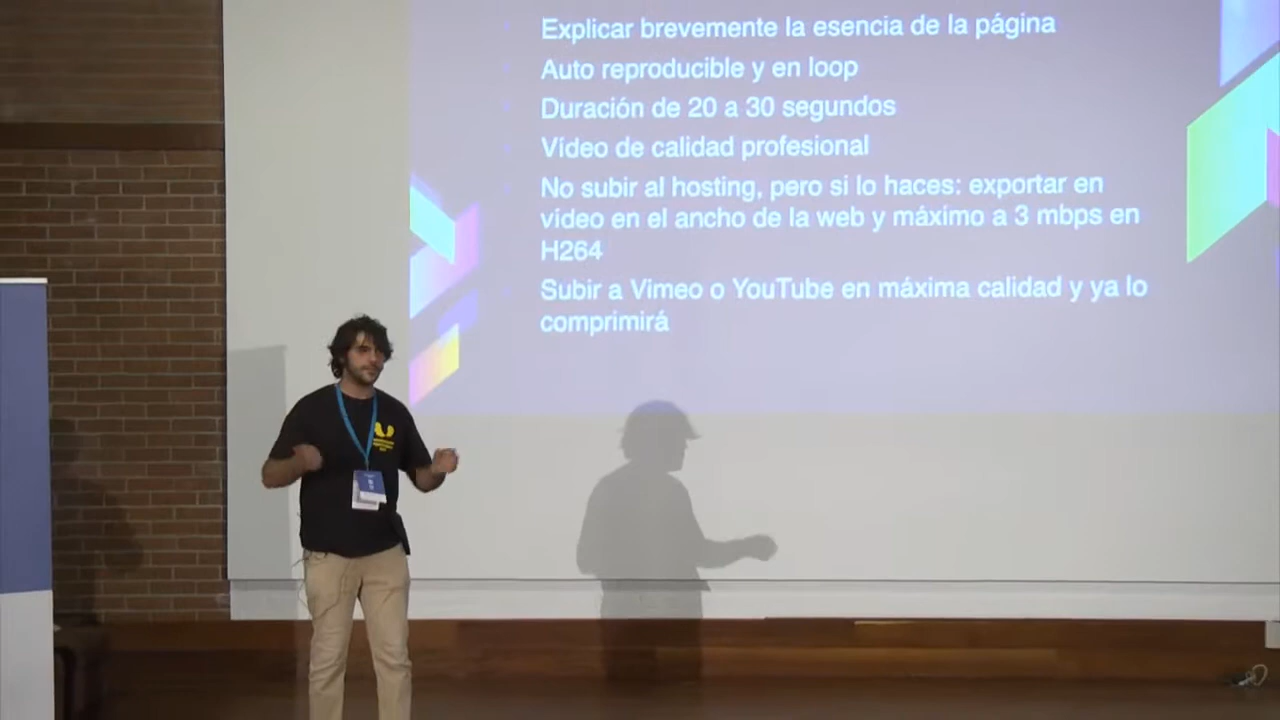 Explicar brevemente la esencia de la página
Auto reproducible y en loop
Duración de 20 a 30 segundos
Vídeo de calidad profesional
No subir al hosting, pero si lo haces: exportar en
vídeo en el ancho de la web y máximo a 3 mbps en
H264
Subir a Vimeo o YouTube en máxima calidad y ya lo
comprimirá